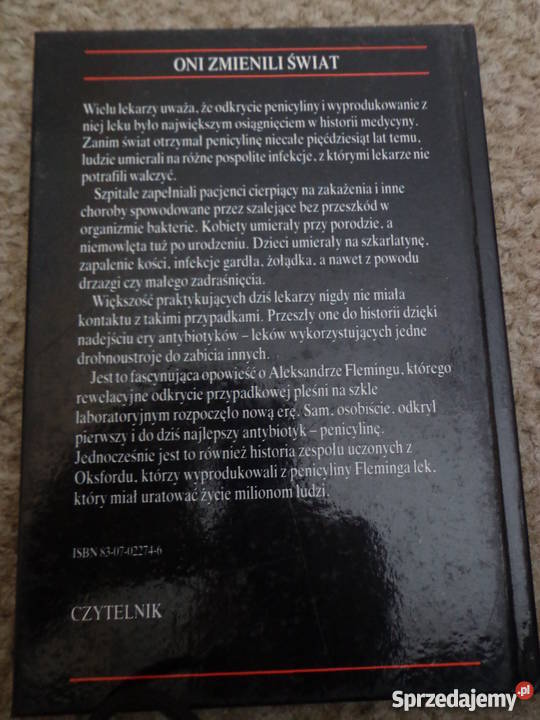 ONI ZMIENILI ŚWIAT
Wielu lekarzy uważa, że odkrycie penicyliny i wyprodukowanie z
niej leku było największym osiągnięciem w historii medycyny.
Zanim świat otrzymał penicylinę niecałe pięćdziesiąt lat temu,
ludzie umierali na różne pospolite infekcje, z którymi lekarze nie
potrafili walczyć.
Szpitale zapełniali pacjenci cierpiący na zakażenia i inne
choroby spowodowane przez szalejące bez przeszkód w
organizmie bakterie. Kobiety umierały przy porodzie, a
niemowlęta tuż po urodzeniu. Dzieci umierały na szkarlatynę,
zapalenie kości, infekcje gardła, żołądka, a nawet z powodu
drzazgi czy małego zadraśnięcia.
Większość praktykujących dziś lekarzy nigdy nie miała
kontaktu z takimi przypadkami. Przeszły one do historii dzięki
nadejściu ery antybiotyków – leków wykorzystujących jedne
drobnoustroje do zabicia innych.
Jest to fascynująca opowieść o Aleksandrze Flemingu, którego
rewelacyjne odkrycie przypadkowej pleśni na szkle
laboratoryjnym rozpoczęło nową erę. Sam, osobiście, odkrył
pierwszy i do dziś najlepszy antybiotyk – penicylinę.
Jednocześnie jest to również historia zespołu uczonych z
Oksfordu, którzy wyprodukowali z penicyliny Fleminga lek,
który miał uratować życie milionom ludzi.
ISBN 83-07-02274-6
CZYTELNIK
Sprzedajemy.pl